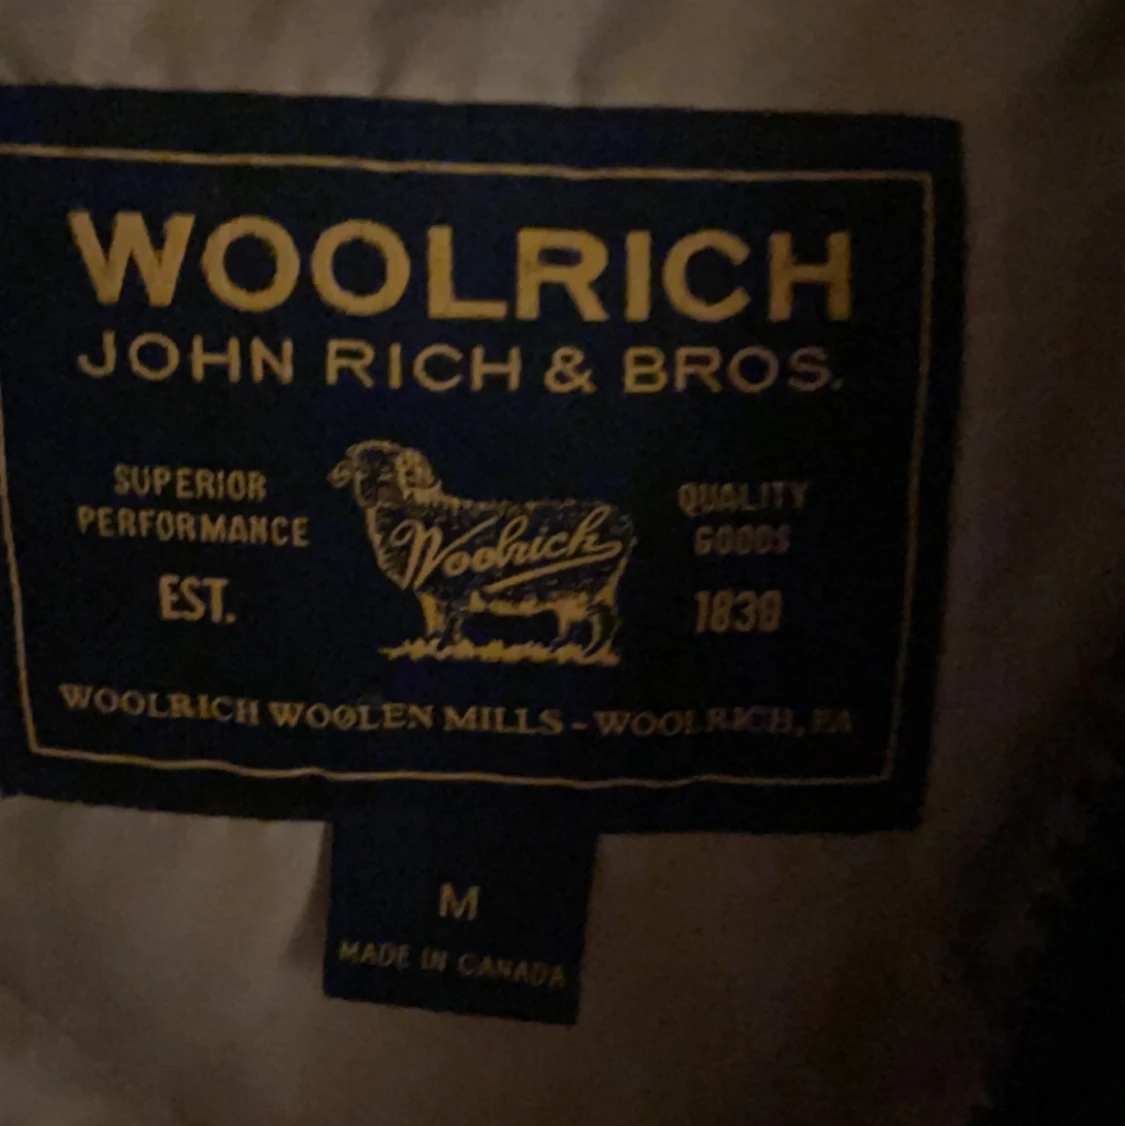 WOOLRICH
JOHN RICH & BROS.
SUPERIOR
PERFORMANCE
EST.
Woolrich
QUALITY
GOODS
1830
WOOLRICH WOOLEN MILLS - WOOLRICH, PA
M
MADE IN CANADA